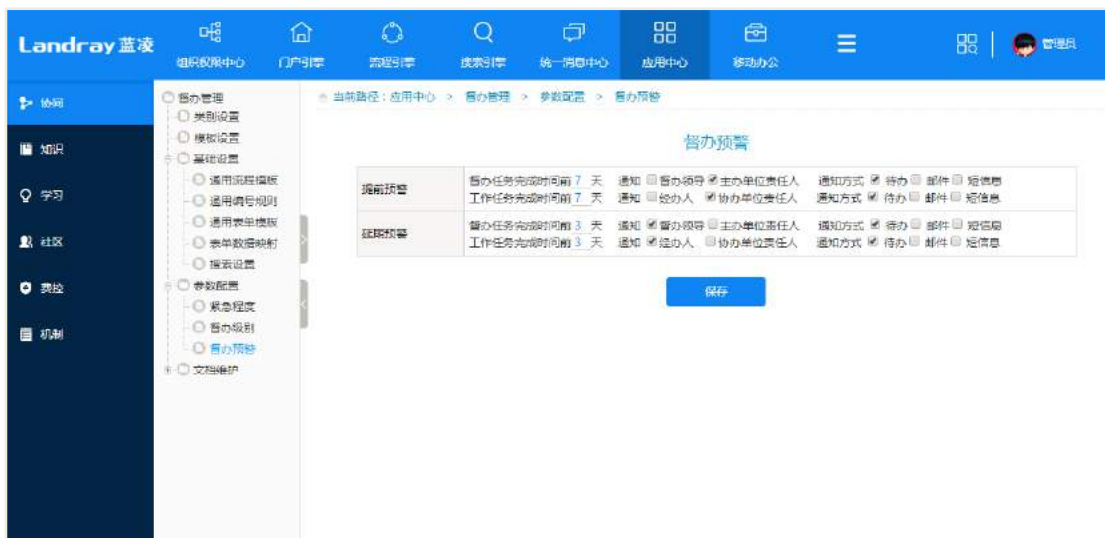 Landray 蓝凌
组织权限中心 门户引擎 流程引擎 搜索引擎 统一消息中心 应用中心 移动办公 管理员
协同
知识
学习
社区
费控
机制
督办管理
类别设置
模板设置
基础设置
通用流程模板
通用编号规则
通用表单模板
表单数据映射
搜索设置
参数配置
紧急程度
督办级别
督办预警
文档维护
当前路径：应用中心 > 督办管理 > 参数配置 > 督办预警
督办预警
提前预警
督办任务完成时间前 7 天 通知 督办领导 主办单位责任人 通知方式 待办 邮件 短信息
工作任务完成时间前 7 天 通知 经办人 协办单位责任人 通知方式 待办 邮件 短信息
延期预警
督办任务完成时间前 3 天 通知 督办领导 主办单位责任人 通知方式 待办 邮件 短信息
工作任务完成时间前 3 天 通知 经办人 协办单位责任人 通知方式 待办 邮件 短信息
保存